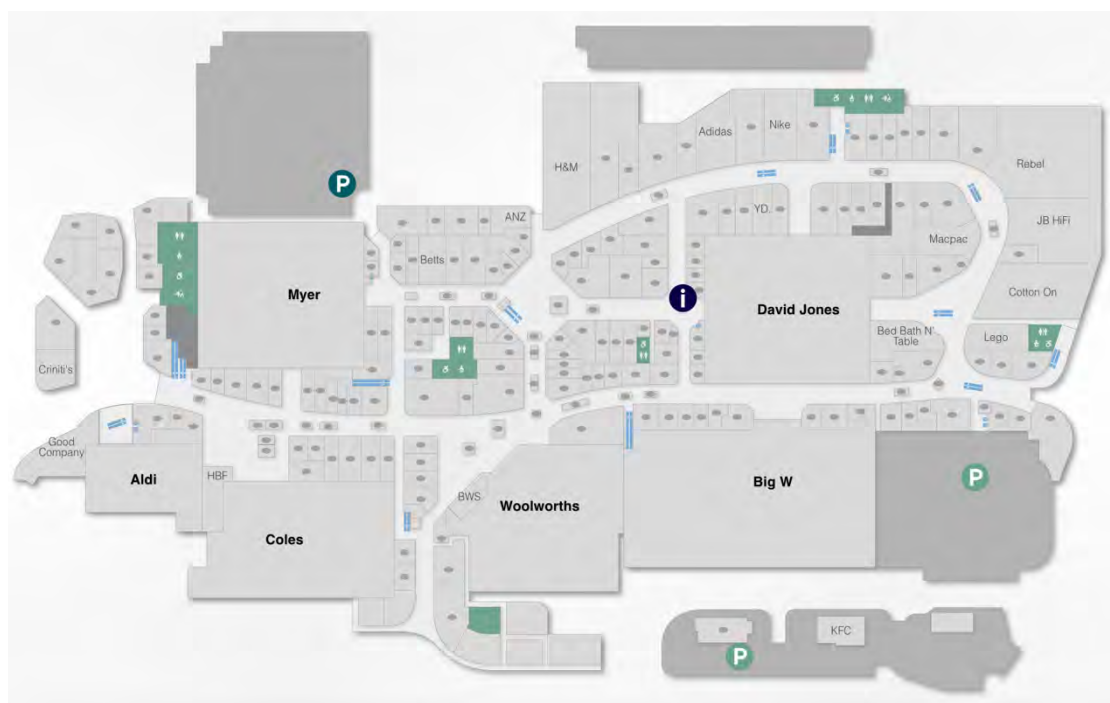 P
Adidas
Nike
H&M
Rebel
ANZ
YD.
JB HiFi
Betts
Macpac
Myer
i
David Jones
Cotton On
Bed Bath N'
Table
Lego
Criniti's
Good
Company
Aldi
HBF
BWS
Woolworths
Big W
P
Coles
KFC
P